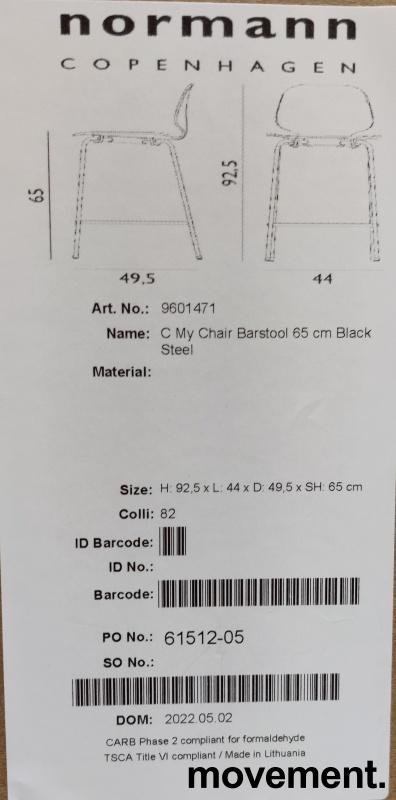 normann
COPENHAGEN
65
92,5
49,5
44
Art. No.: 9601471
Name: C My Chair Barstool 65 cm Black
Steel
Material:
Size: H: 92,5 x L: 44 x D: 49,5 x SH: 65 cm
Colli: 82
ID Barcode:
ID No.:
Barcode:
PO No.: 61512-05
SO No.:
DOM: 2022.05.02
CARB Phase 2 compliant for formaldehyde
TSCA Title VI compliant / Made in Lithuania
movement.